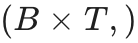 (B × T, )